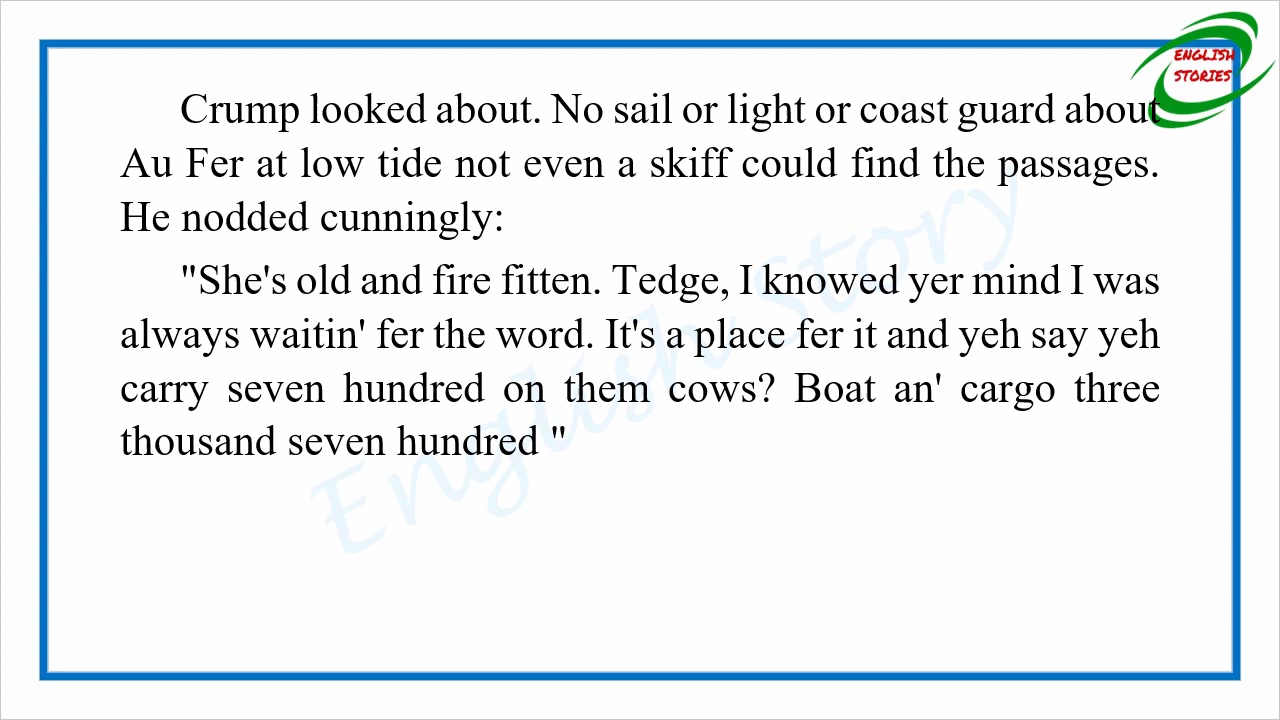 ENGLISH
STORIES
Crump looked about. No sail or light or coast guard about
Au Fer at low tide not even a skiff could find the passages.
He nodded cunningly:
"She's old and fire fitten. Tedge, I knowed yer mind I was
always waitin' fer the word. It's a place fer it and yeh say yeh
carry seven hundred on them cows? Boat an' cargo three
thousand seven hundred "
English Story